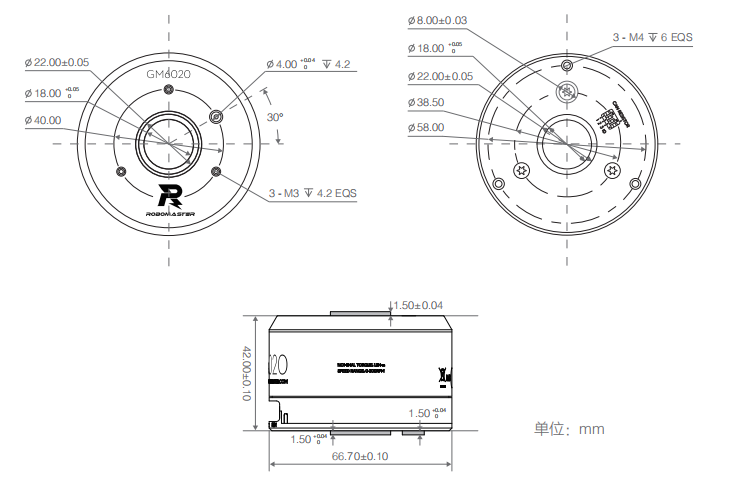 GM6020
⌀22.00±0.05
⌀18.00 +0.05 0
⌀40.00
⌀4.00 +0.04 0 ↧ 4.2
30°
3 - M3 ↧ 4.2 EQS
ROBOMASTER
⌀8.00±0.03
⌀18.00 +0.05 0
⌀22.00±0.05
⌀38.50
⌀58.00
3 - M4 ↧ 6 EQS
1.50±0.04
42.00±0.10
020
1.50 +0.04 0
1.50 +0.04 0
66.70±0.10
单位：mm